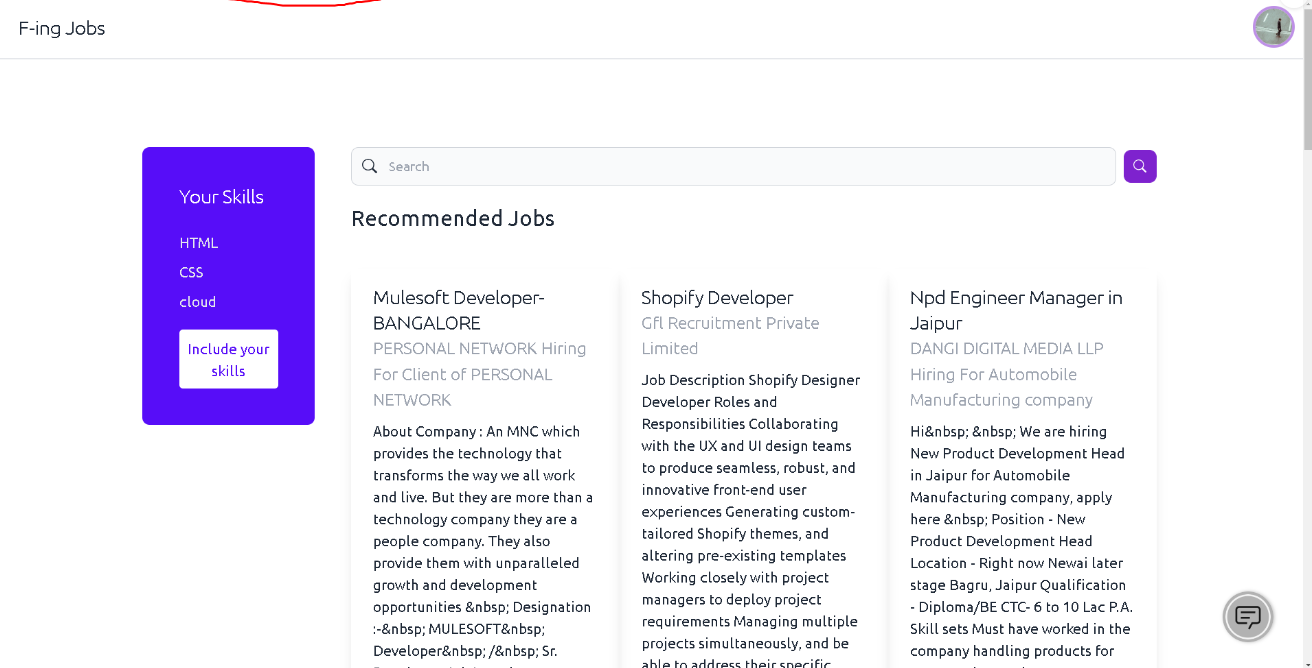 F-ing Jobs
Your Skills
HTML
CSS
cloud
Include your
skills
Search
Recommended Jobs
Mulesoft Developer-
BANGALORE
PERSONAL NETWORK Hiring
For Client of PERSONAL
NETWORK
About Company : An MNC which
provides the technology that
transforms the way we all work
and live. But they are more than a
technology company they are a
people company. They also
provide them with unparalleled
growth and development
opportunities &nbsp; Designation
:-&nbsp; MULESOFT&nbsp;
Developer&nbsp; /&nbsp; Sr.
Shopify Developer
Gfl Recruitment Private
Limited
Job Description Shopify Designer
Developer Roles and
Responsibilities Collaborating
with the UX and UI design teams
to produce seamless, robust, and
innovative front-end user
experiences Generating custom-
tailored Shopify themes, and
altering pre-existing templates
Working closely with project
managers to deploy project
requirements Managing multiple
projects simultaneously, and be
able to address their specific
Npd Engineer Manager in
Jaipur
DANGI DIGITAL MEDIA LLP
Hiring For Automobile
Manufacturing company
Hi&nbsp; &nbsp; We are hiring
New Product Development Head
in Jaipur for Automobile
Manufacturing company, apply
here &nbsp; Position - New
Product Development Head
Location - Right now Newai later
stage Bagru, Jaipur Qualification
- Diploma/BE CTC- 6 to 10 Lac P.A.
Skill sets Must have worked in the
company handling products for